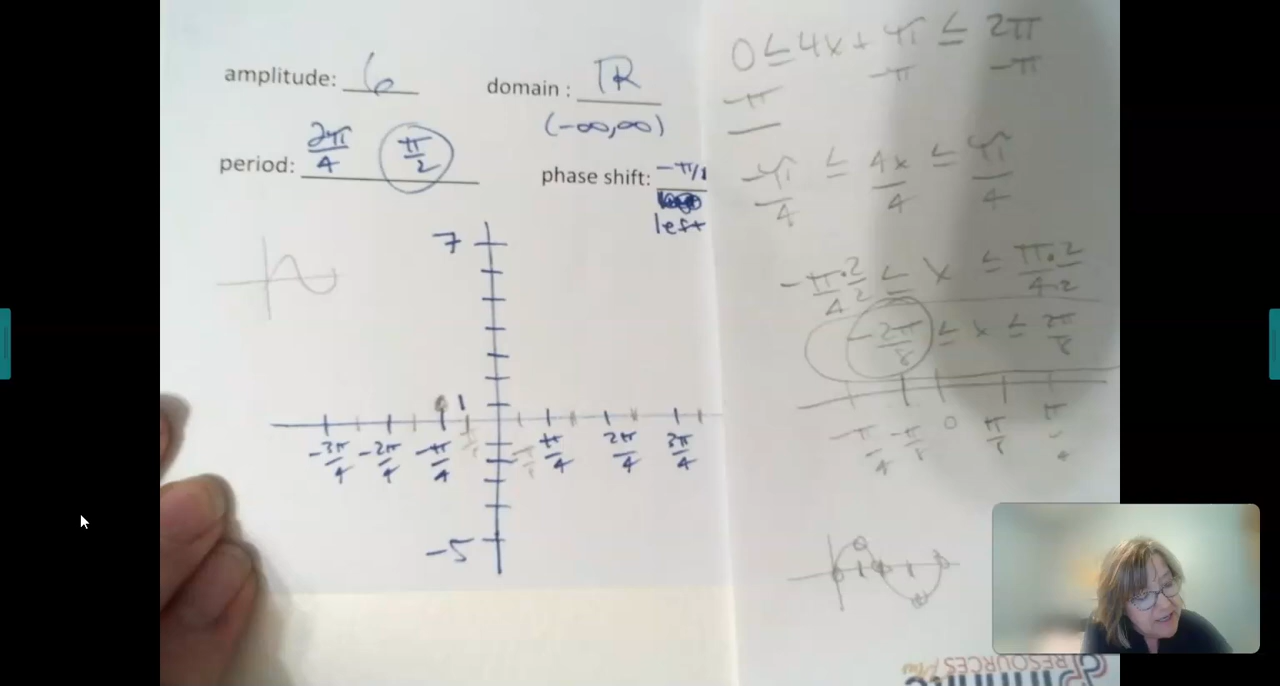 amplitude: 6
domain : ℝ
(-∞,∞)
period: 2π/4 π/2
phase shift: -π/
left
7
1
-3π/4 -2π/4 -π/4 π/4 2π/4 3π/4
-5
0 ≤ 4x + π ≤ 2π
-π -π -π
-π/4 ≤ 4x/4 ≤ π/4
-π·2/4·2 ≤ x ≤ π·2/4·2
-2π/8 ≤ x ≤ 2π/8
-π/4 -π/8 0 π/8 π/4
RESOURCES